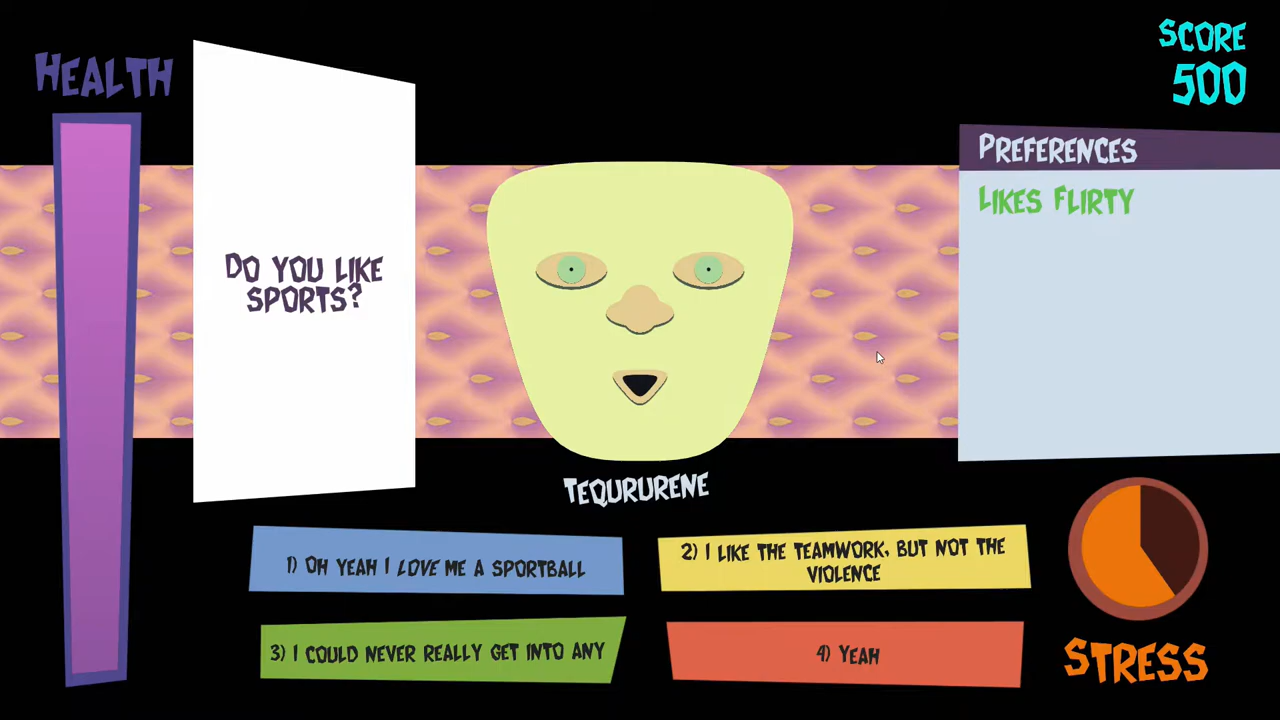 HEALTH
SCORE
500
PREFERENCES
LIKES FLIRTY
DO YOU LIKE
SPORTS?
TEQURURENE
1) OH YEAH I LOVE ME A SPORTBALL
2) I LIKE THE TEAMWORK, BUT NOT THE
VIOLENCE
3) I COULD NEVER REALLY GET INTO ANY
4) YEAH
STRESS